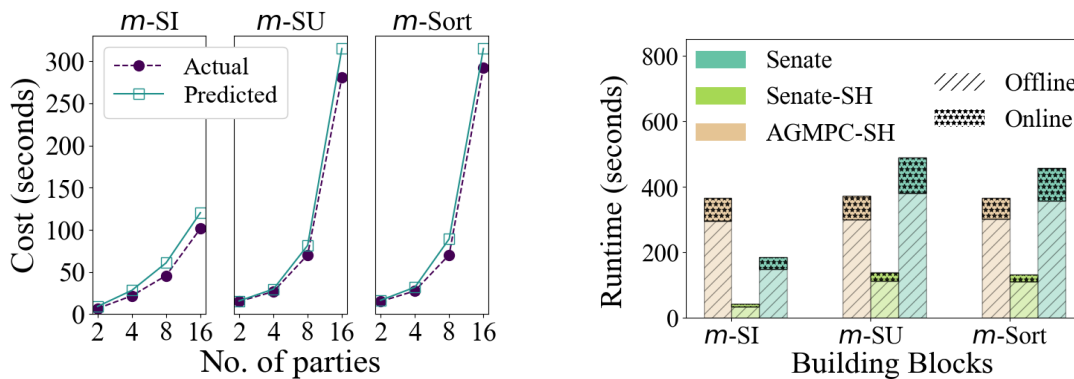 m-SI
m-SU
m-Sort
Cost (seconds)
300
250
200
150
100
50
0
Actual
Predicted
2 4 8 16
2 4 8 16
2 4 8 16
No. of parties
Runtime (seconds)
800
600
400
200
0
Senate
Senate-SH
AGMPC-SH
Offline
Online
m-SI
m-SU
m-Sort
Building Blocks